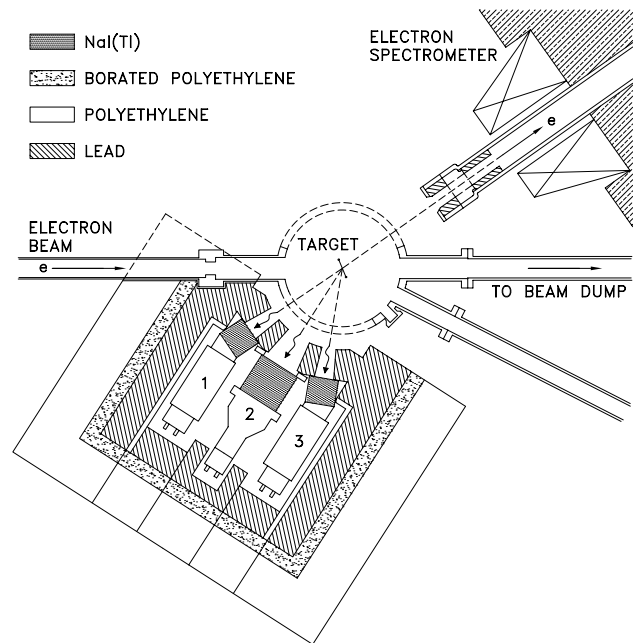 NaI(Tl)
BORATED POLYETHYLENE
POLYETHYLENE
LEAD
ELECTRON
SPECTROMETER
e
ELECTRON
BEAM
e
TARGET
TO BEAM DUMP
1
2
3